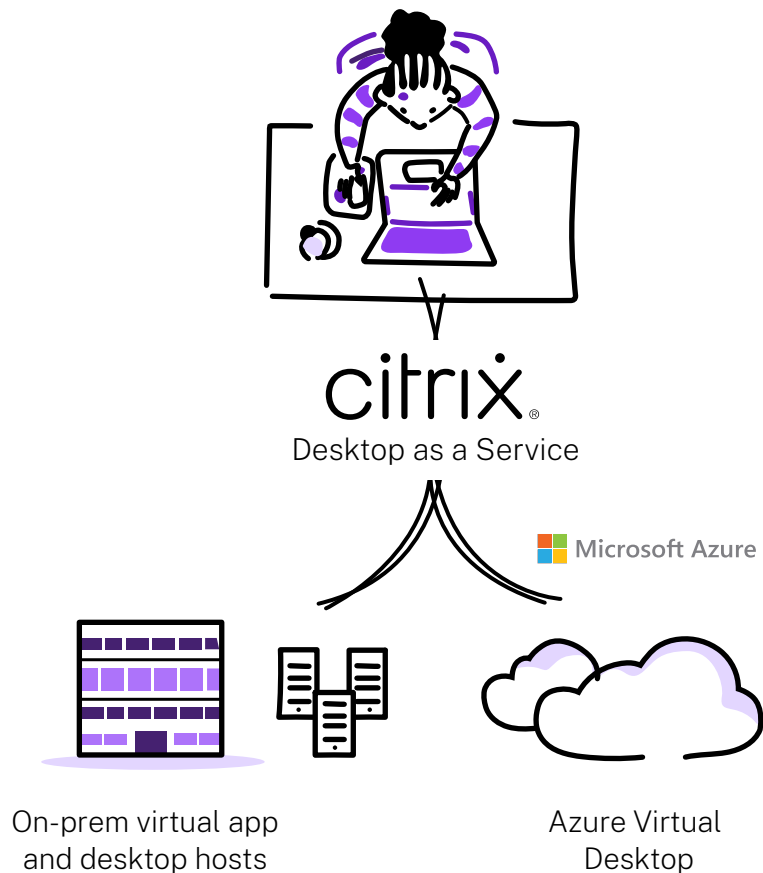 citrix®
Desktop as a Service
Microsoft Azure
On-prem virtual app
and desktop hosts
Azure Virtual
Desktop